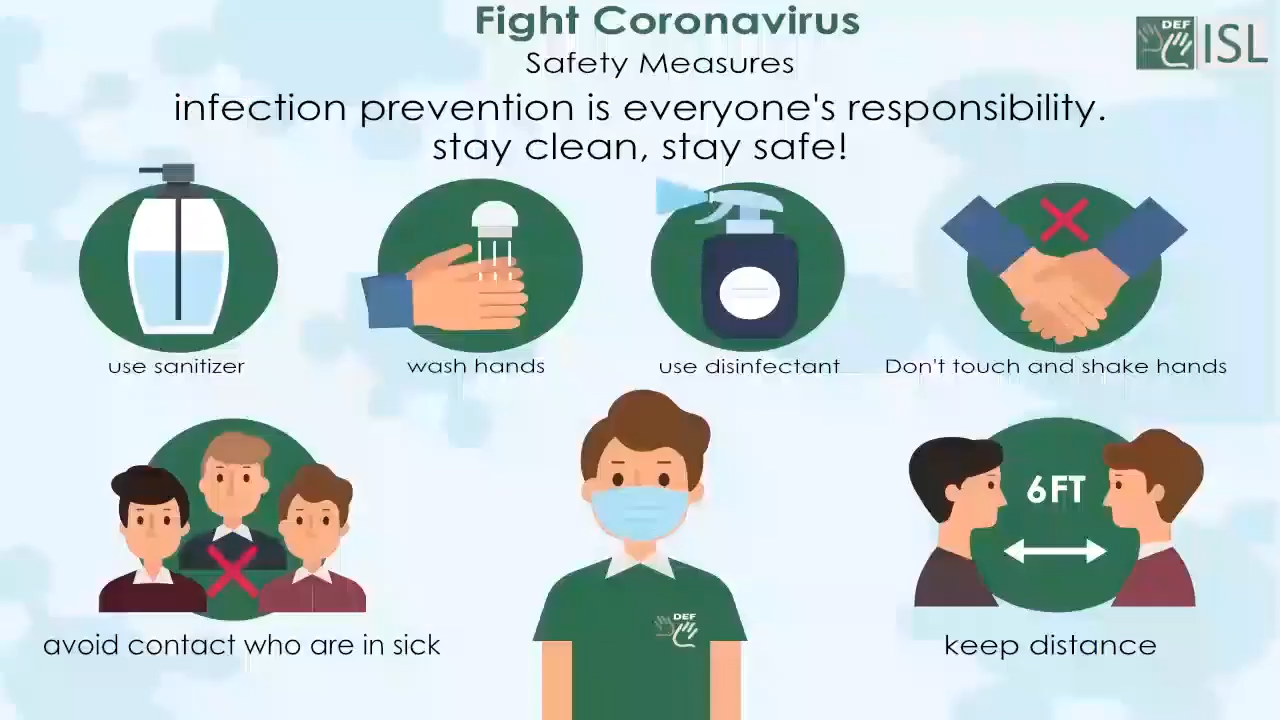 Fight Coronavirus
DEF
ISL
Safety Measures
infection prevention is everyone's responsibility.
stay clean, stay safe!
use sanitizer
wash hands
use disinfectant
Don't touch and shake hands
6FT
DEF
avoid contact who are in sick
keep distance